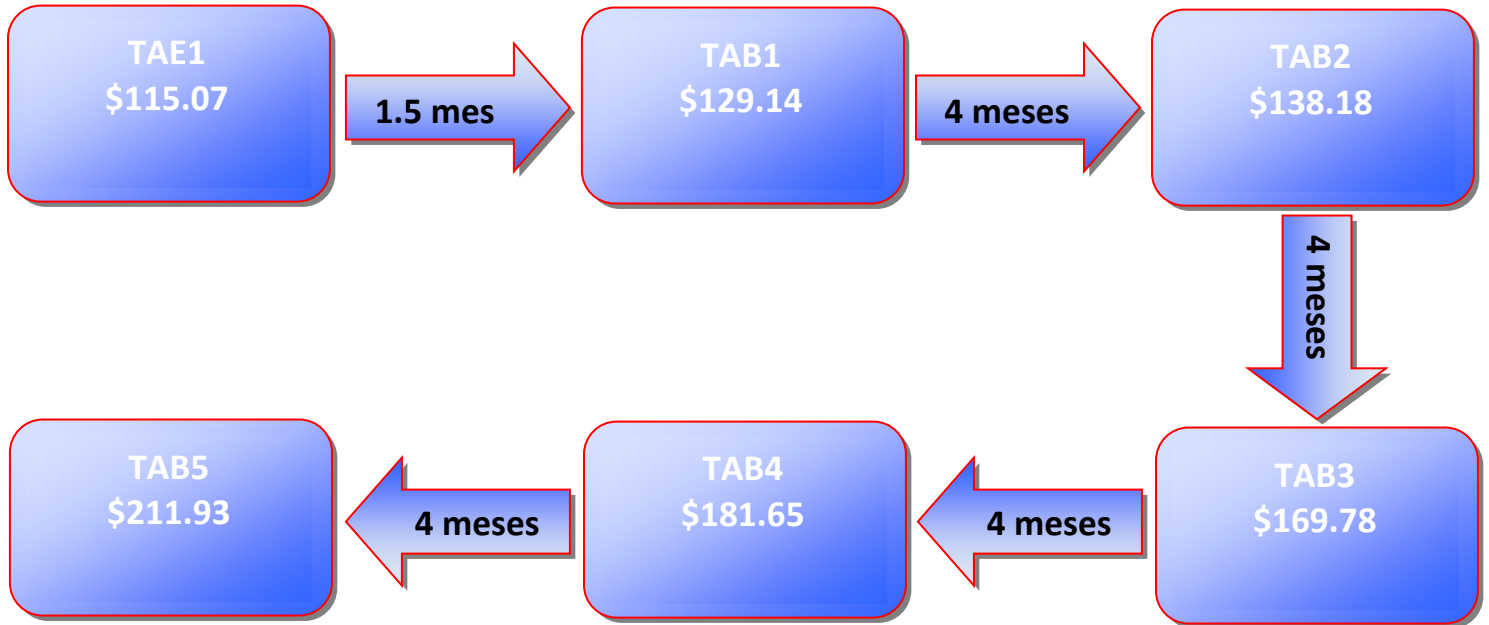 TAE1
$115.07
1.5 mes
TAB1
$129.14
4 meses
TAB2
$138.18
4 meses
TAB3
$169.78
4 meses
TAB4
$181.65
4 meses
TAB5
$211.93